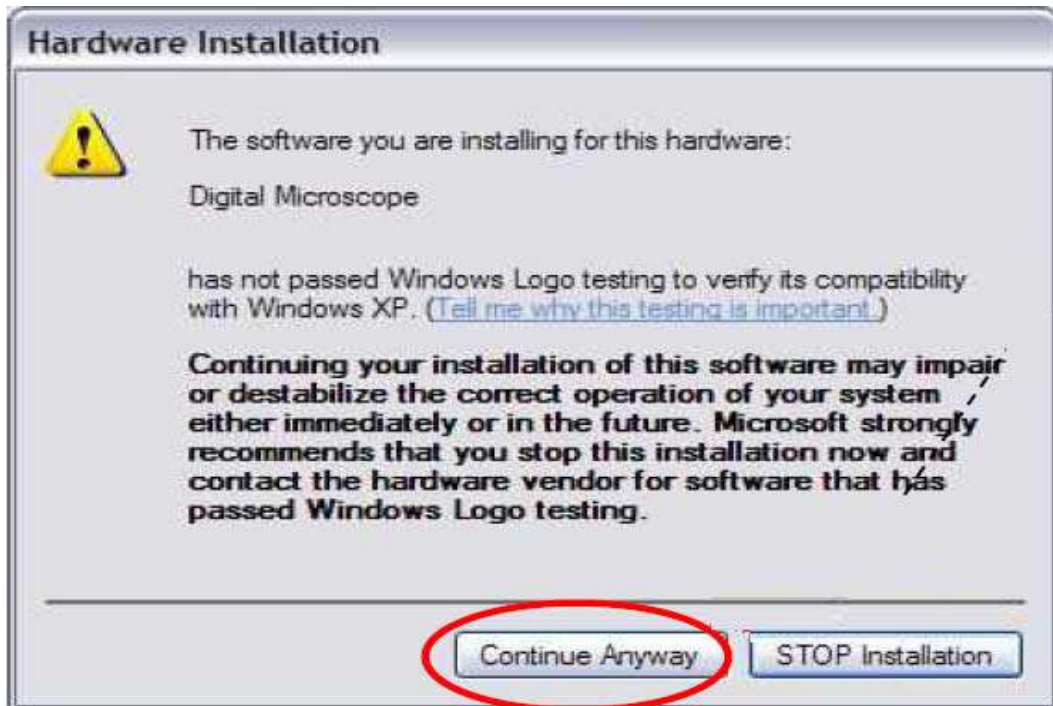 Hardware Installation
The software you are installing for this hardware:
Digital Microscope
has not passed Windows Logo testing to verify its compatibility
with Windows XP. (Tell me why this testing is important.)
Continuing your installation of this software may impair
or destabilize the correct operation of your system
either immediately or in the future. Microsoft strongly
recommends that you stop this installation now and
contact the hardware vendor for software that has
passed Windows Logo testing.
Continue Anyway
STOP Installation